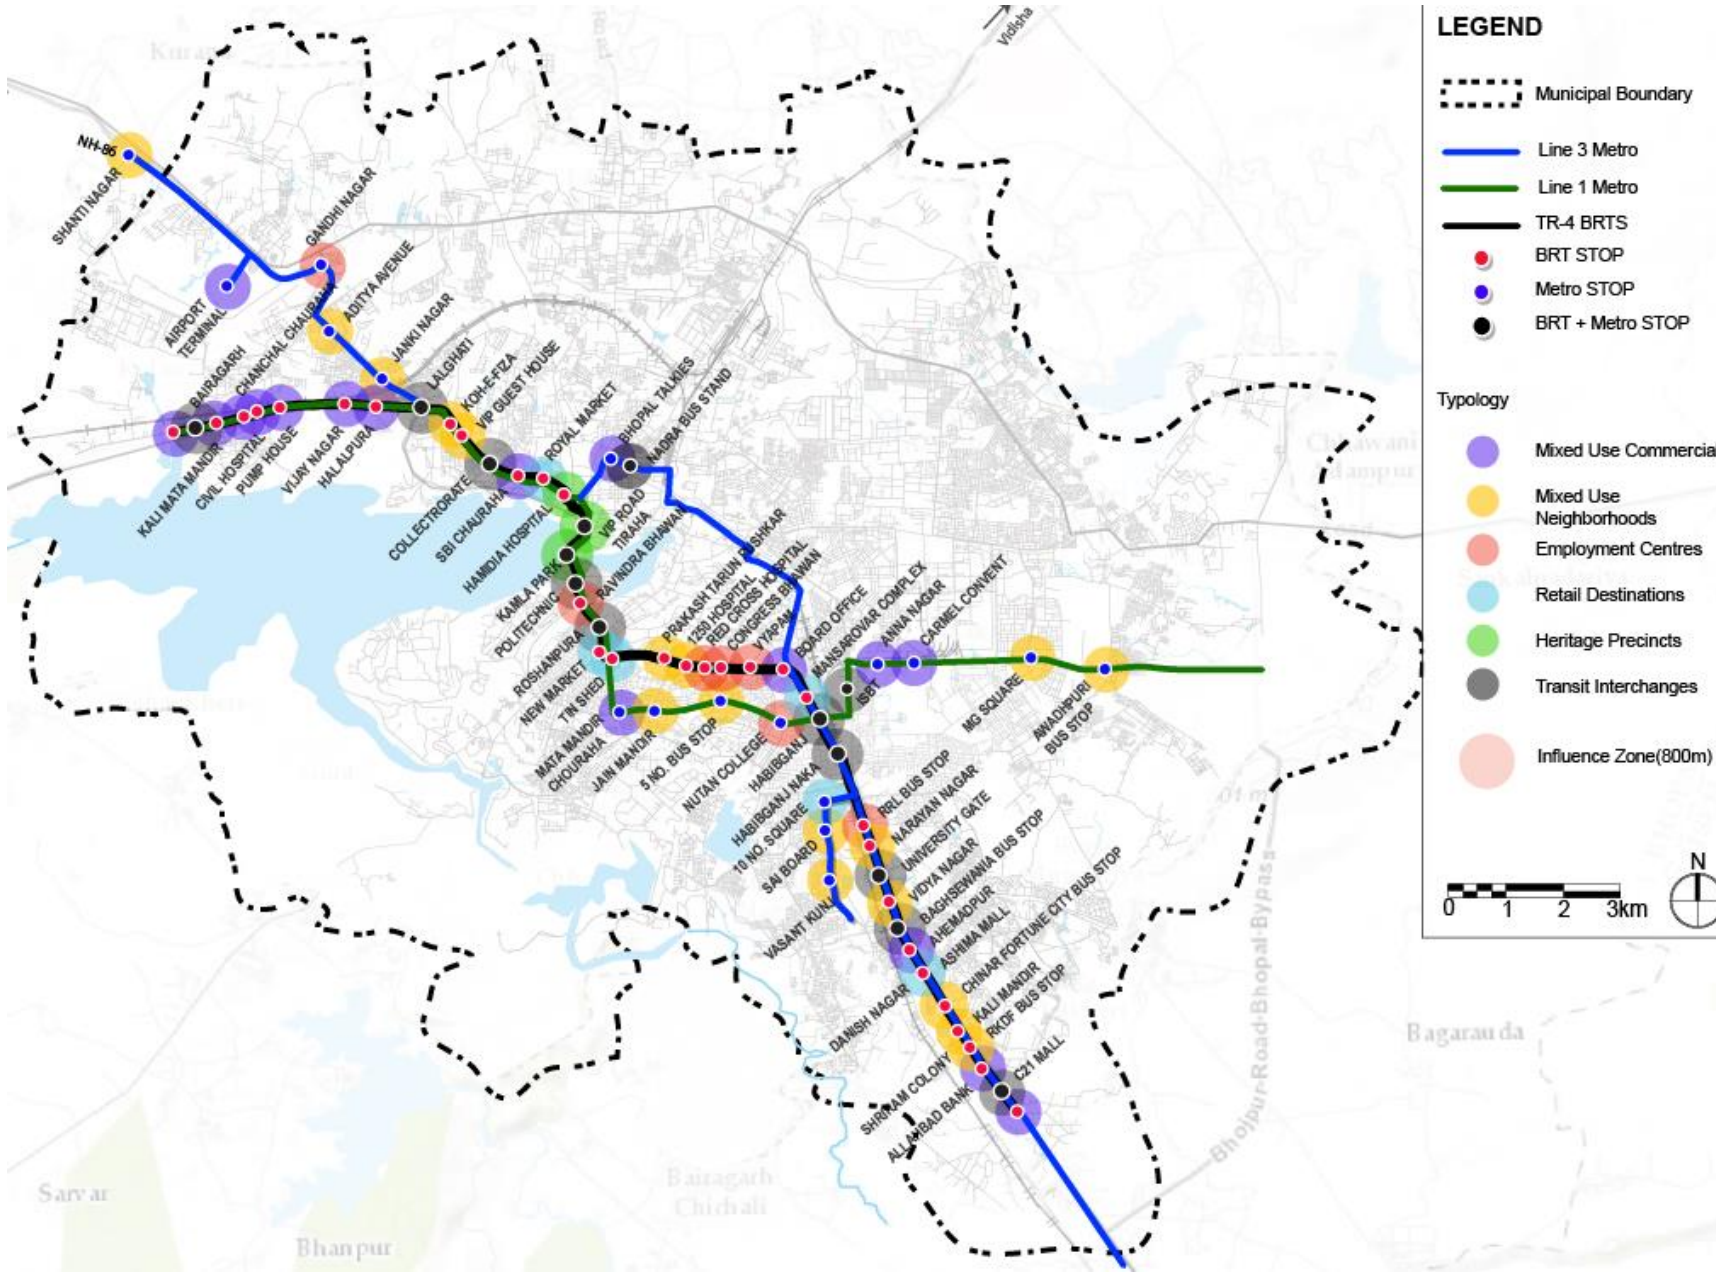 Kurana
Vidisha
NH-86
SHANTI NAGAR
GANDHI NAGAR
AIRPORT
TERMINAL
ADITYA AVENUE
JANKI NAGAR
BAIRAGARH
CHANCHAL CHAURAHA
LALGHATI
KOH-E-FIZA
VIP GUEST HOUSE
KALI MATA MANDIR
CIVIL HOSPITAL
PUMP HOUSE
VIJAY NAGAR
HALALPURA
ROYAL MARKET
BHOPAL TALKIES
NADRA BUS STAND
COLLECTRORATE
SBI CHAURAHA
HAMIDIA HOSPITAL
VIP ROAD
TIRAHA
KAMLA PARK
POLITECHNIC
RAVINDRA BHAWAN
ROSHANPURA
NEW MARKET
TIN SHED
PRAKASH TARUN PUSHKAR
1250 HOSPITAL
RED CROSS HOSPITAL
CONGRESS BHAWAN
VYAPAM
BOARD OFFICE
MANSAROVAR COMPLEX
ANNA NAGAR
CARMEL CONVENT
ISBT
MATA MANDIR
CHOURAHA
JAIN MANDIR
5 NO. BUS STOP
NUTAN COLLEGE
HABIBGANJ
HABIBGANJ NAKA
10 NO. SQUARE
SAI BOARD
VASANT KUNJ
MG SQUARE
AWADHPURI
BUS STOP
RRL BUS STOP
NARAYAN NAGAR
UNIVERSITY GATE
VIDYA NAGAR
BAGHSEWANIA BUS STOP
AHEMADPUR
ASHIMA MALL
CHINAR FORTUNE CITY BUS STOP
DANISH NAGAR
KALI MANDIR
RKDF BUS STOP
SHRIRAM COLONY
ALLAHBAD BANK
C21 MALL
Bhojpur-Road-Bhopal-Bypass
Chhawani
Adampur
Bagarauda
Bairagarh
Chichali
Sarvar
Bhanpur
LEGEND
Municipal Boundary
Line 3 Metro
Line 1 Metro
TR-4 BRTS
BRT STOP
Metro STOP
BRT + Metro STOP
Typology
Mixed Use Commercia
Mixed Use
Neighborhoods
Employment Centres
Retail Destinations
Heritage Precincts
Transit Interchanges
Influence Zone(800m)
N
0 1 2 3km